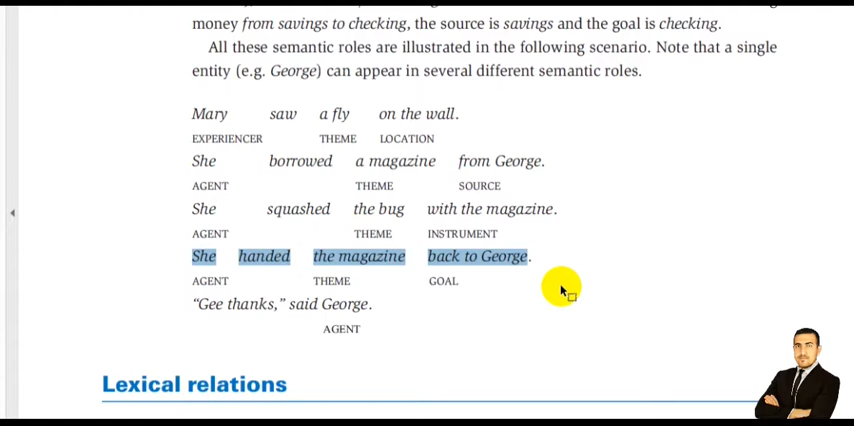 money from savings to checking, the source is savings and the goal is checking.
All these semantic roles are illustrated in the following scenario. Note that a single
entity (e.g. George) can appear in several different semantic roles.
Mary saw a fly on the wall.
EXPERIENCER THEME LOCATION
She borrowed a magazine from George.
AGENT THEME SOURCE
She squashed the bug with the magazine.
AGENT THEME INSTRUMENT
She handed the magazine back to George.
AGENT THEME GOAL
“Gee thanks,” said George.
AGENT
Lexical relations